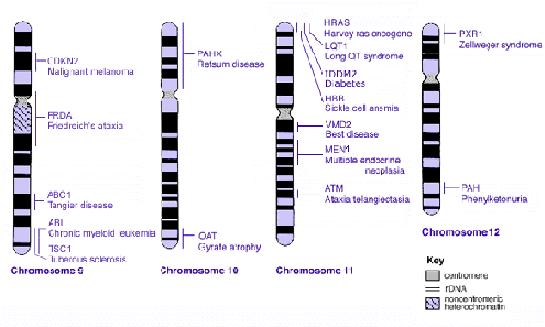 CDKN2
Malignant melanoma
FRDA
Friedreich's ataxia
ABC1
Tangier disease
ABL
Chronic myeloid leukemia
TSC1
Tuberous sclerosis
Chromosome 9
PAHX
Refsum disease
OAT
Gyrate atrophy
Chromosome 10
HRAS
Harvey ras oncogene
LQT1
Long QT syndrome
IDDM2
Diabetes
HBB
Sickle cell anemia
VMD2
Best disease
MEN1
Multiple endocrine
neoplasia
ATM
Ataxia telangiectasia
Chromosome 11
PXR1
Zellweger syndrome
PAH
Phenylketonuria
Chromosome 12
Key
centromere
rDNA
noncentromeric
heterochromatin